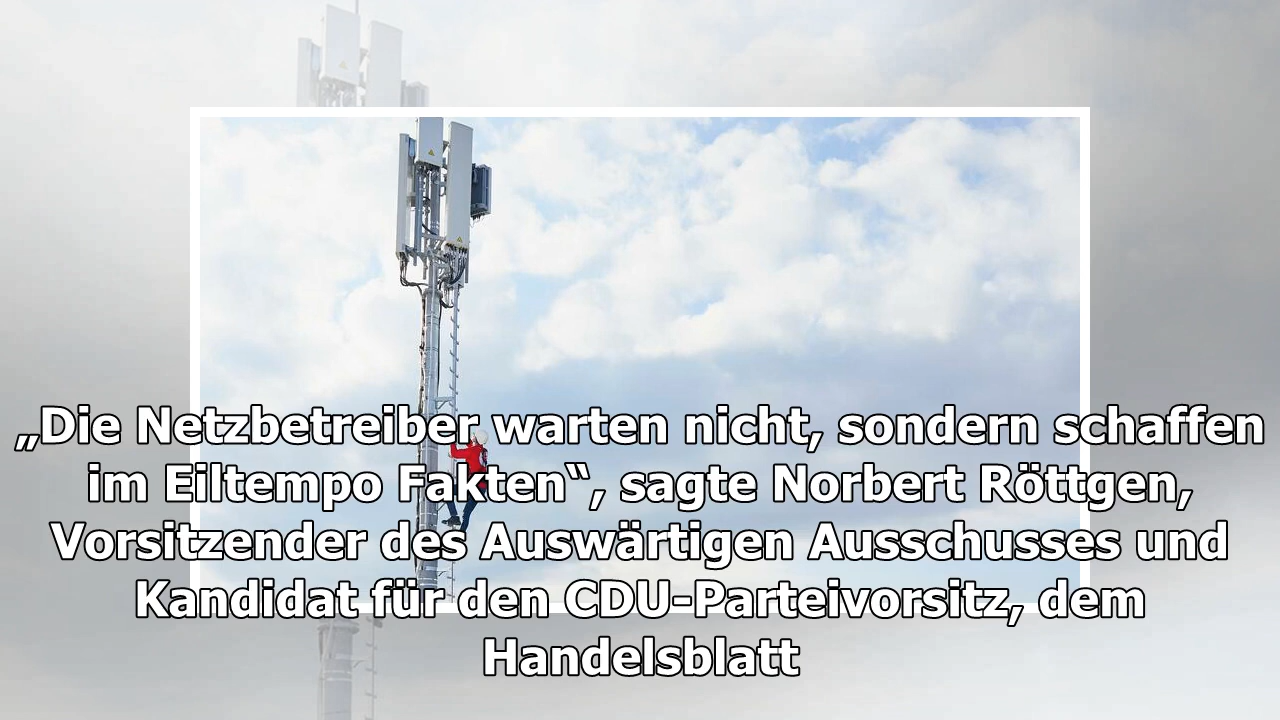 „Die Netzbetreiber warten nicht, sondern schaffen
im Eiltempo Fakten“, sagte Norbert Röttgen,
Vorsitzender des Auswärtigen Ausschusses und
Kandidat für den CDU-Parteivorsitz, dem
Handelsblatt